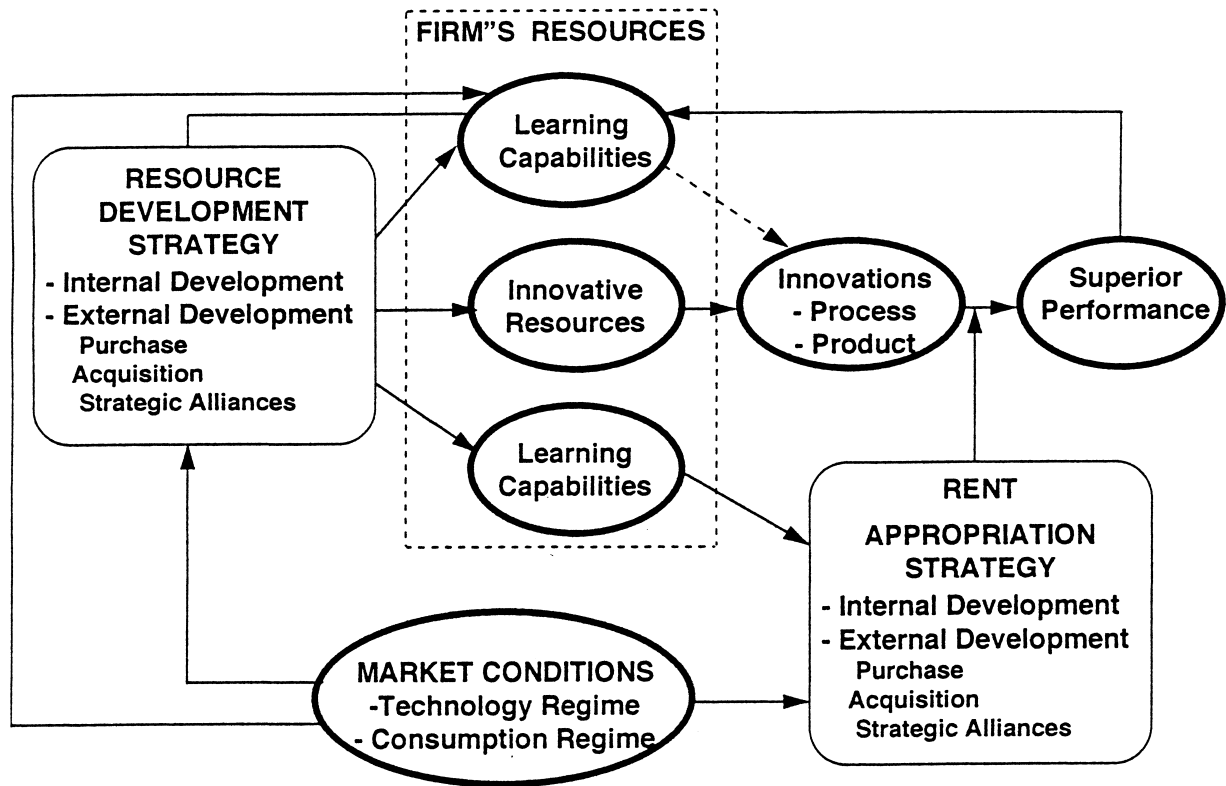 FIRM"S RESOURCES
Learning
Capabilities
RESOURCE
DEVELOPMENT
STRATEGY
- Internal Development
- External Development
Purchase
Acquisition
Strategic Alliances
Innovative
Resources
Innovations
- Process
- Product
Superior
Performance
Learning
Capabilities
RENT
APPROPRIATION
STRATEGY
- Internal Development
- External Development
Purchase
Acquisition
Strategic Alliances
MARKET CONDITIONS
-Technology Regime
- Consumption Regime